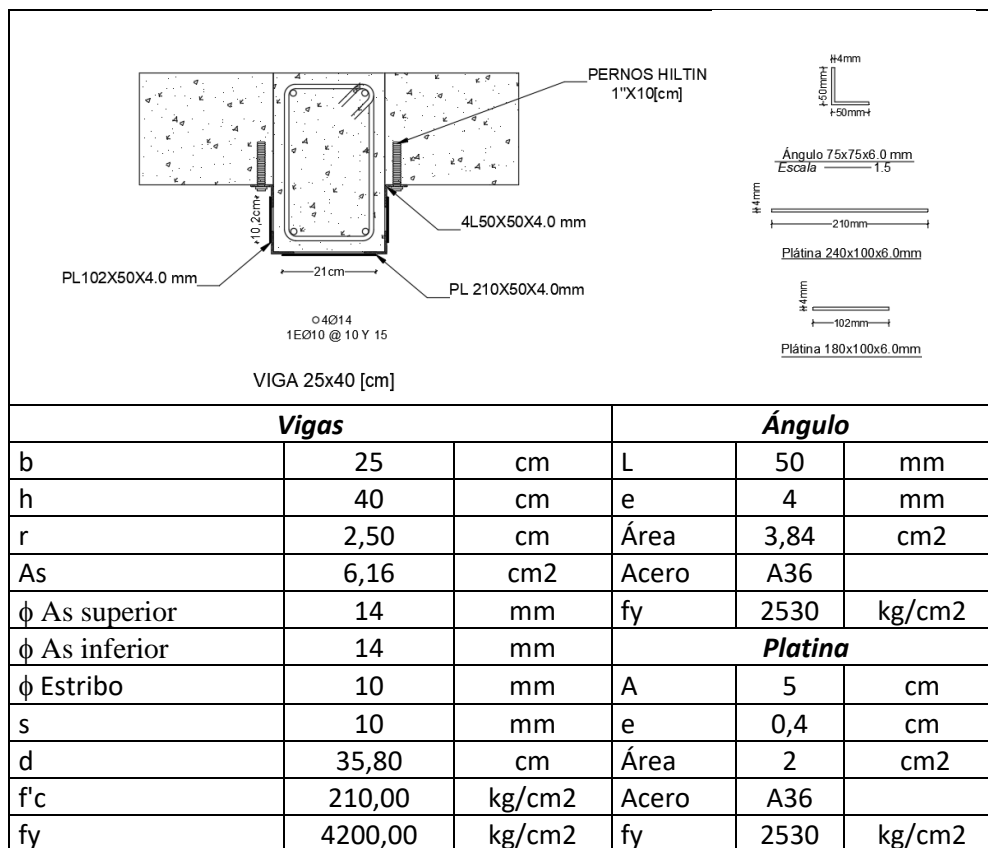 PERNOS HILTIN
1"X10[cm]
4L50X50X4.0 mm
10,2cm
21cm
PL102X50X4.0 mm
PL 210X50X4.0mm
4Ø14
1EØ10 @ 10 Y 15
VIGA 25x40 [cm]
4mm
50mm
50mm
Ángulo 75x75x6.0 mm
Escala 1.5
4mm
210mm
Plátina 240x100x6.0mm
4mm
102mm
Plátina 180x100x6.0mm
Vigas Ángulo
b 25 cm L 50 mm
h 40 cm e 4 mm
r 2,50 cm Área 3,84 cm2
As 6,16 cm2 Acero A36
ϕ As superior 14 mm fy 2530 kg/cm2
ϕ As inferior 14 mm Platina
ϕ Estribo 10 mm A 5 cm
s 10 mm e 0,4 cm
d 35,80 cm Área 2 cm2
f'c 210,00 kg/cm2 Acero A36
fy 4200,00 kg/cm2 fy 2530 kg/cm2